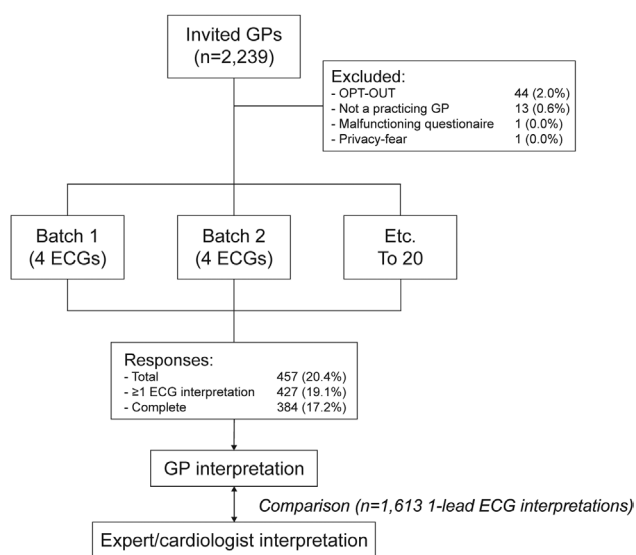 Invited GPs
(n=2,239)
Excluded:
- OPT-OUT 44 (2.0%)
- Not a practicing GP 13 (0.6%)
- Malfunctioning questionaire 1 (0.0%)
- Privacy-fear 1 (0.0%)
Batch 1
(4 ECGs)
Batch 2
(4 ECGs)
Etc.
To 20
Responses:
- Total 457 (20.4%)
- ≥1 ECG interpretation 427 (19.1%)
- Complete 384 (17.2%)
GP interpretation
Comparison (n=1,613 1-lead ECG interpretations)
Expert/cardiologist interpretation